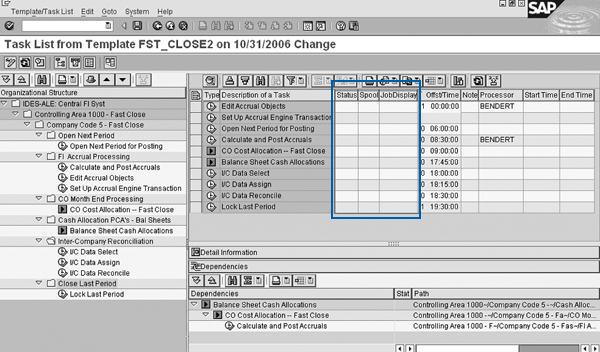 Template/Task List Edit Goto System Help
SAP
Task List from Template FST_CLOSE2 on 10/31/2006 Change
Organizational Structure
IDES-ALE: Central FI Syst
Controlling Area 1000 - Fast Close
Company Code 5 - Fast Close
Open Next Period
Open Next Period for Posting
FI Accrual Processing
Calculate and Post Accruals
Edit Accrual Objects
Set Up Accrual Engine Transaction
CO Month End Processing
CO Cost Allocation -- Fast Close
Cash Allocation PCA's - Bal Sheets
Balance Sheet Cash Allocations
Inter-Company Reconciliation
I/C Data Select
I/C Data Assign
I/C Data Reconcile
Close Last Period
Lock Last Period
Type Description of a Task Status Spool JobDisplay Offst/Time Note Processor Start Time End Time
Edit Accrual Objects 1 00:00:00 BENDERT
Set Up Accrual Engine Transaction
Open Next Period for Posting 0 06:00:00
Calculate and Post Accruals 0 08:30:00 BENDERT
CO Cost Allocation -- Fast Close 0 09:00:00
Balance Sheet Cash Allocations 0 17:45:00
I/C Data Select 0 18:00:00
I/C Data Assign 0 18:15:00
I/C Data Reconcile 0 18:30:00
Lock Last Period 1 19:30:00
Detail Information
Dependencies
Dependencies Stat Path
Balance Sheet Cash Allocations Controlling Area 1000-~/Company Code 5 -~/Cash Alloc...
CO Cost Allocation -- Fast Close Controlling Area 1000 --~/Company Code 5 - Fas~/CO Mo...
Calculate and Post Accruals Controlling Area 1000 - F~/Company Code 5 - Fas~/FI A...